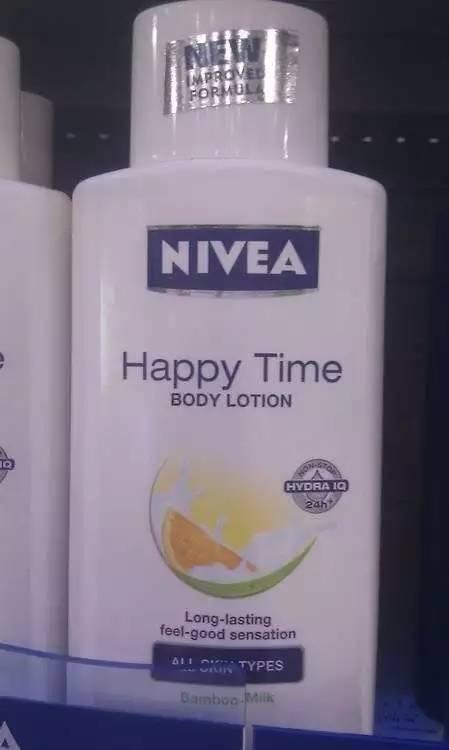 NEW
IMPROVED
FORMULA
NIVEA
Happy Time
BODY LOTION
NON-STOP
HYDRA IQ
24h+
IQ
Long-lasting
feel-good sensation
ALL SKIN TYPES
Bamboo-Milk